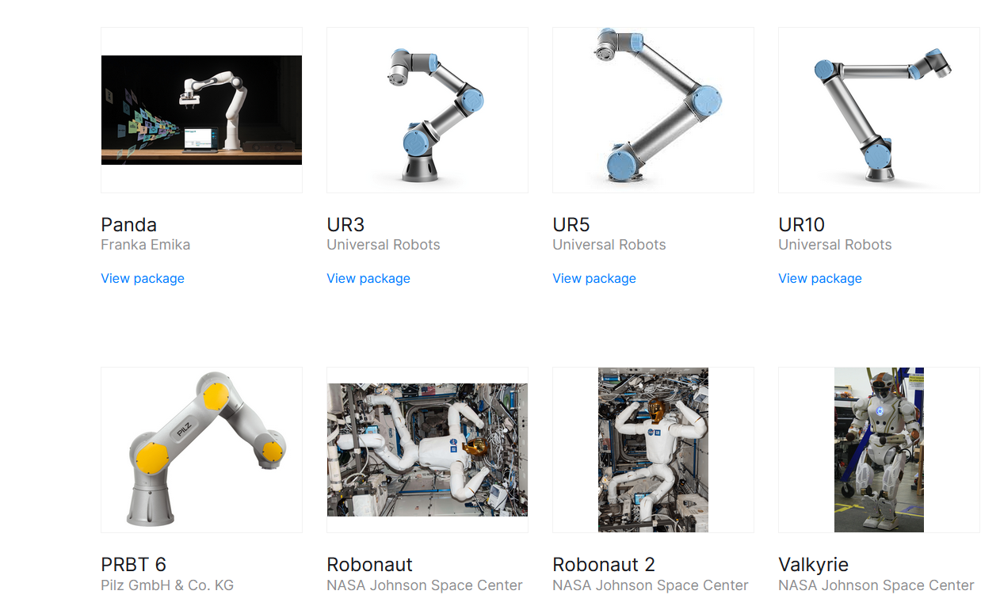 Panda
Franka Emika
View package
UR3
Universal Robots
View package
UR5
Universal Robots
View package
UR10
Universal Robots
View package
PILZ
PRBT 6
Pilz GmbH & Co. KG
Robonaut
NASA Johnson Space Center
Robonaut 2
NASA Johnson Space Center
Valkyrie
NASA Johnson Space Center